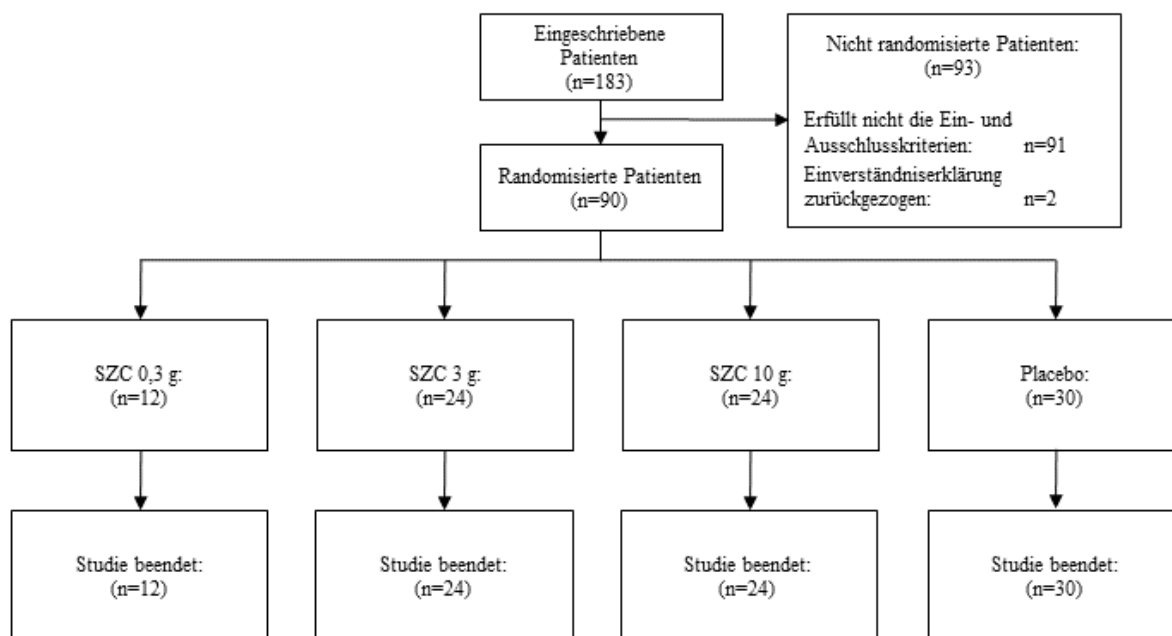 Eingeschriebene
Patienten
(n=183)
Nicht randomisierte Patienten:
(n=93)
Erfüllt nicht die Ein- und
Ausschlusskriterien: n=91
Einverständniserklärung
zurückgezogen: n=2
Randomisierte Patienten
(n=90)
SZC 0,3 g:
(n=12)
SZC 3 g:
(n=24)
SZC 10 g:
(n=24)
Placebo:
(n=30)
Studie beendet:
(n=12)
Studie beendet:
(n=24)
Studie beendet:
(n=24)
Studie beendet:
(n=30)